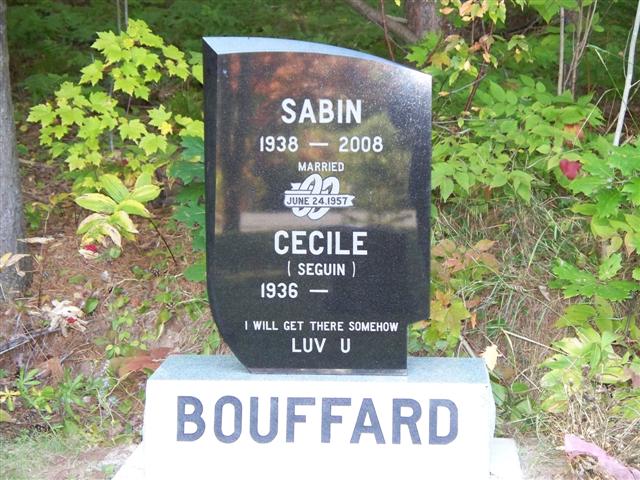 SABIN
1938 — 2008
MARRIED
JUNE 24.1957
CECILE
( SEGUIN )
1936 —
I WILL GET THERE SOMEHOW
LUV U
BOUFFARD